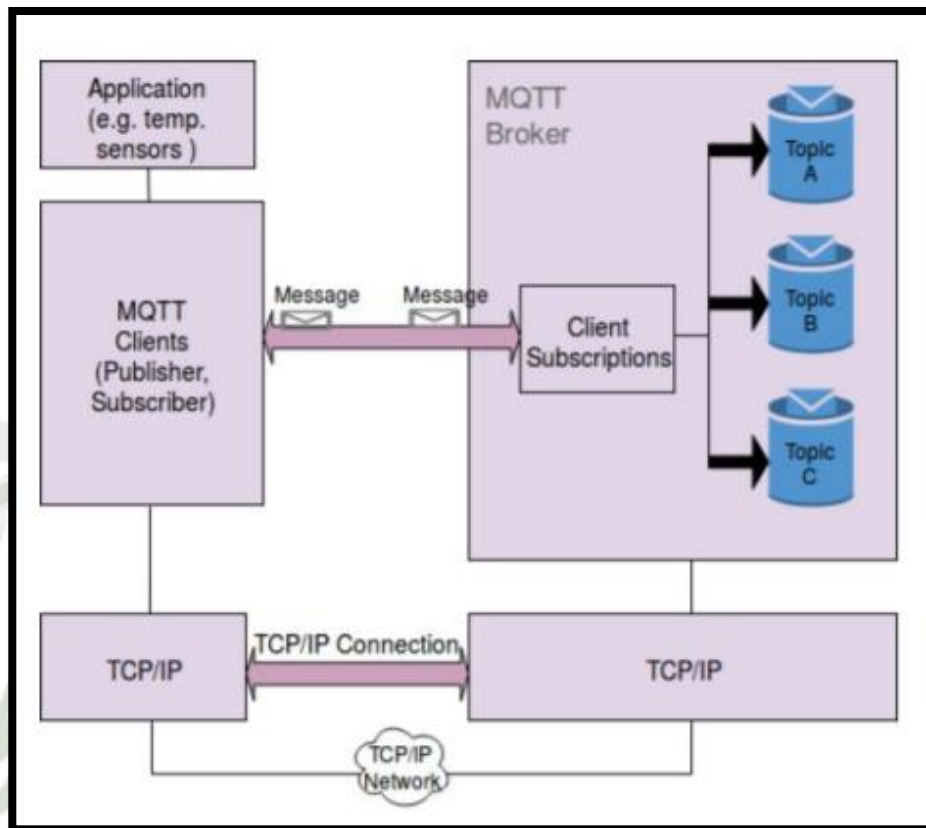 Application
(e.g. temp.
sensors )
MQTT
Clients
(Publisher,
Subscriber)
Message
Message
MQTT
Broker
Client
Subscriptions
Topic
A
Topic
B
Topic
C
TCP/IP
TCP/IP Connection
TCP/IP
TCP/IP
Network